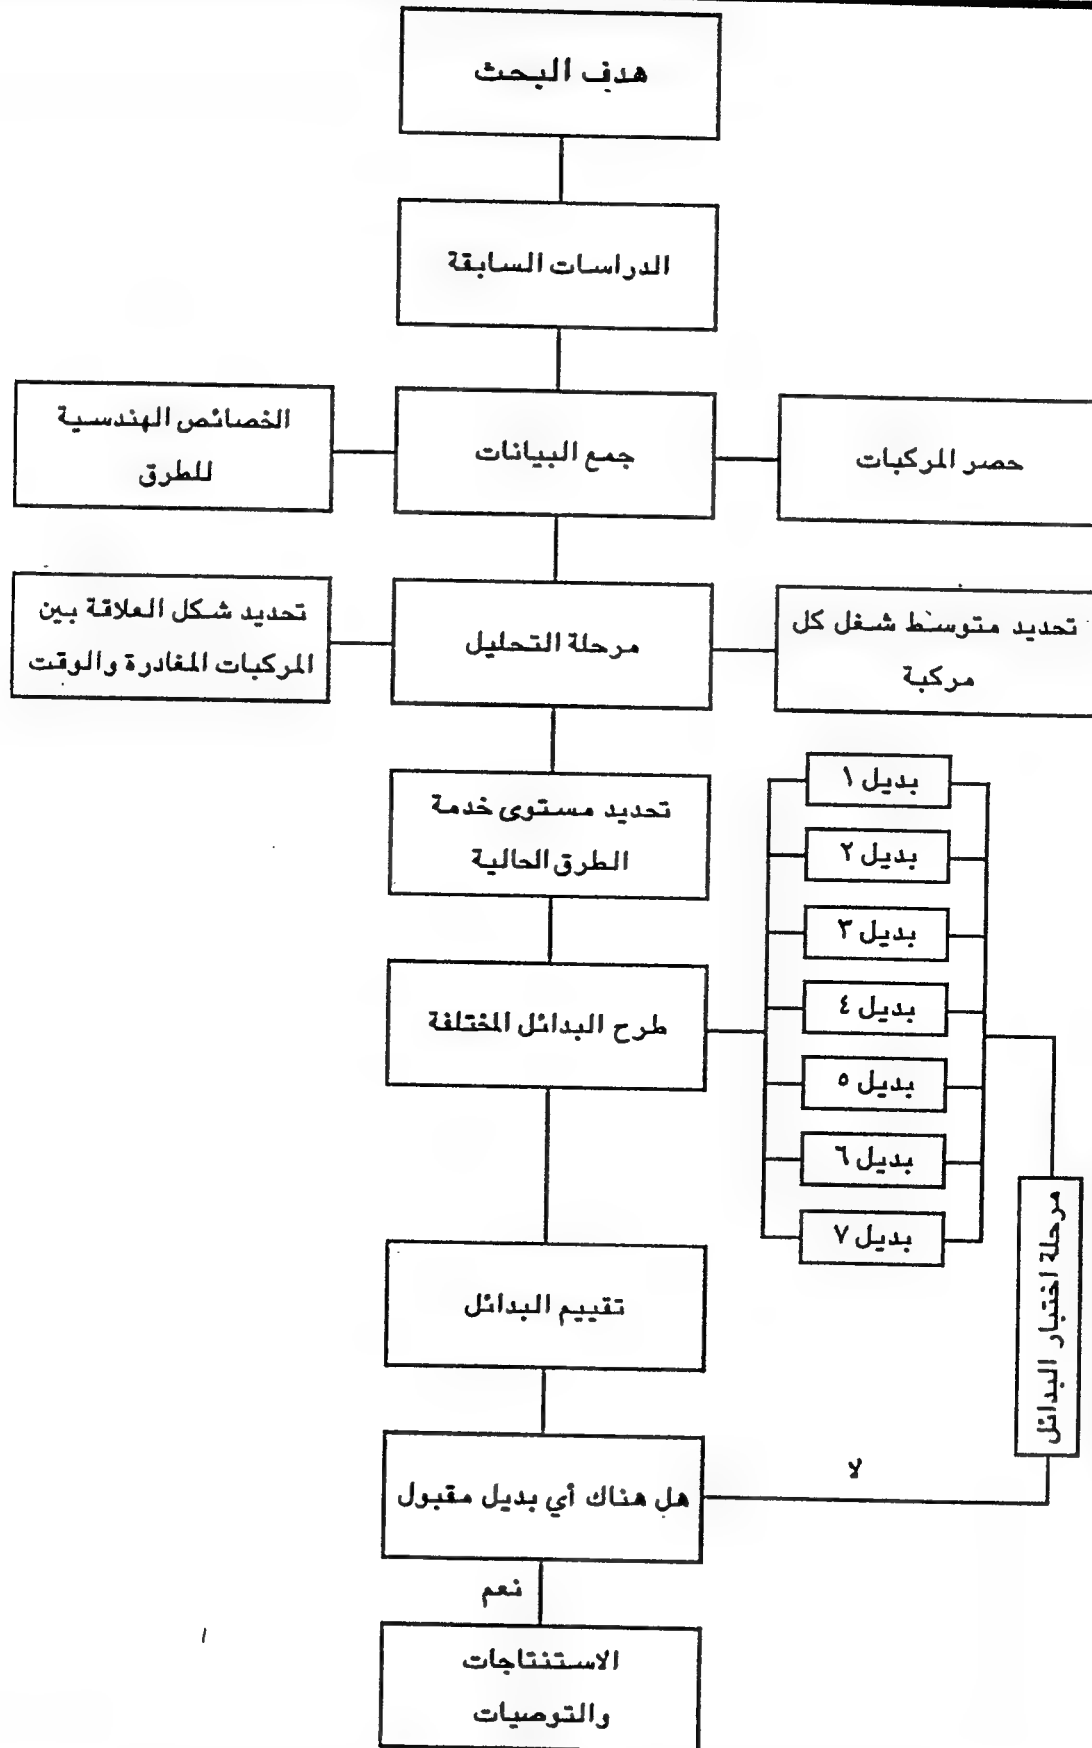 هدف البحث
الدراسات السابقة
حصر المركبات
جمع البيانات
الخصائص الهندسية
للطرق
تحديد متوسط شغل كل
مركبة
مرحلة التحليل
تحديد شكل العلاقة بين
المركبات المغادرة والوقت
تحديد مستوى خدمة
الطرق الحالية
بديل ١
بديل ٢
بديل ٣
بديل ٤
بديل ٥
بديل ٦
بديل ٧
طرح البدائل المختلفة
مرحلة اختبار البدائل
تقييم البدائل
لا
هل هناك أي بديل مقبول
نعم
الاستنتاجات
والتوصيات